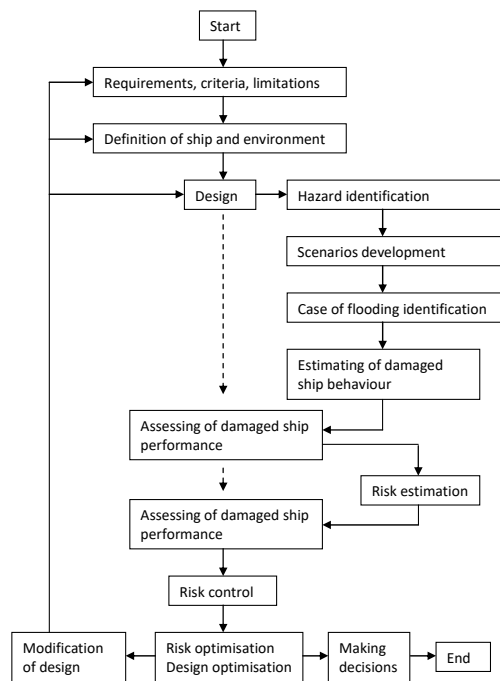 Start
Requirements, criteria, limitations
Definition of ship and environment
Design
Hazard identification
Scenarios development
Case of flooding identification
Estimating of damaged
ship behaviour
Assessing of damaged ship
performance
Risk estimation
Assessing of damaged ship
performance
Risk control
Modification
of design
Risk optimisation
Design optimisation
Making
decisions
End